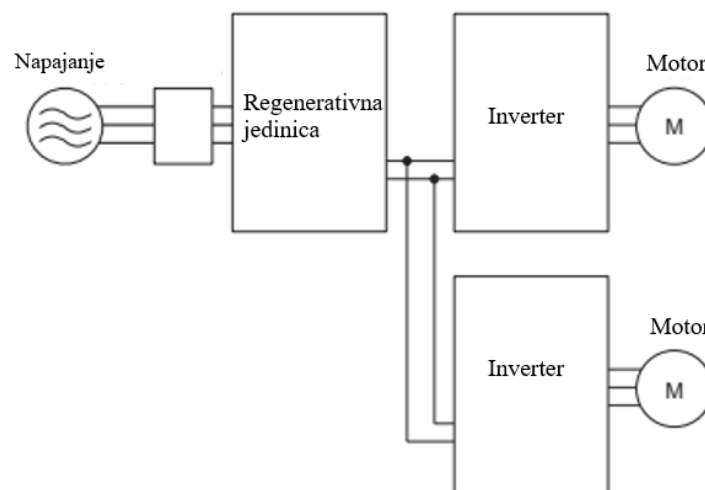 Napajanje
Regenerativna
jedinica
Inverter
Motor
M
Inverter
Motor
M